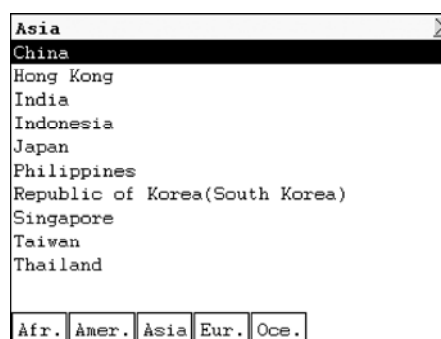 Asia
China
Hong Kong
India
Indonesia
Japan
Philippines
Republic of Korea(South Korea)
Singapore
Taiwan
Thailand
Afr. Amer. Asia Eur. Oce.